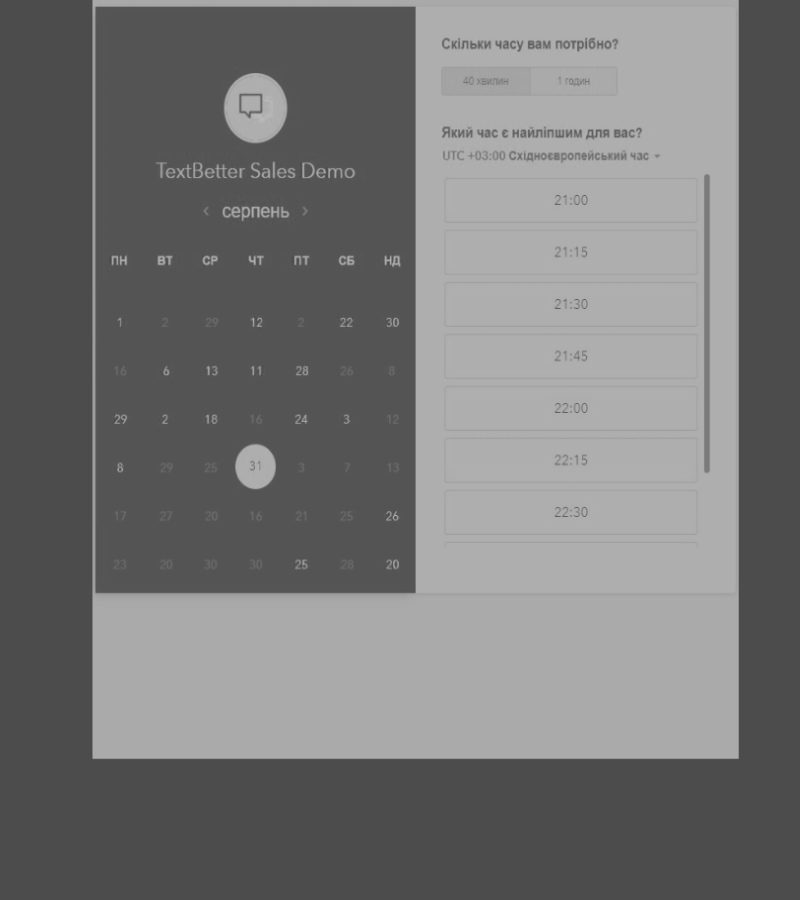 TextBetter Sales Demo
серпень
ПН ВТ СР ЧТ ПТ СБ НД
1 2 29 12 2 22 30
16 6 13 11 28 26 8
29 2 18 16 24 3 12
8 29 25 31 3 7 13
17 27 20 16 21 25 26
23 20 30 30 25 28 20
Скільки часу вам потрібно?
40 хвилин 1 годин
Який час є найліпшим для вас?
UTC +03:00 Східноєвропейський час
21:00
21:15
21:30
21:45
22:00
22:15
22:30